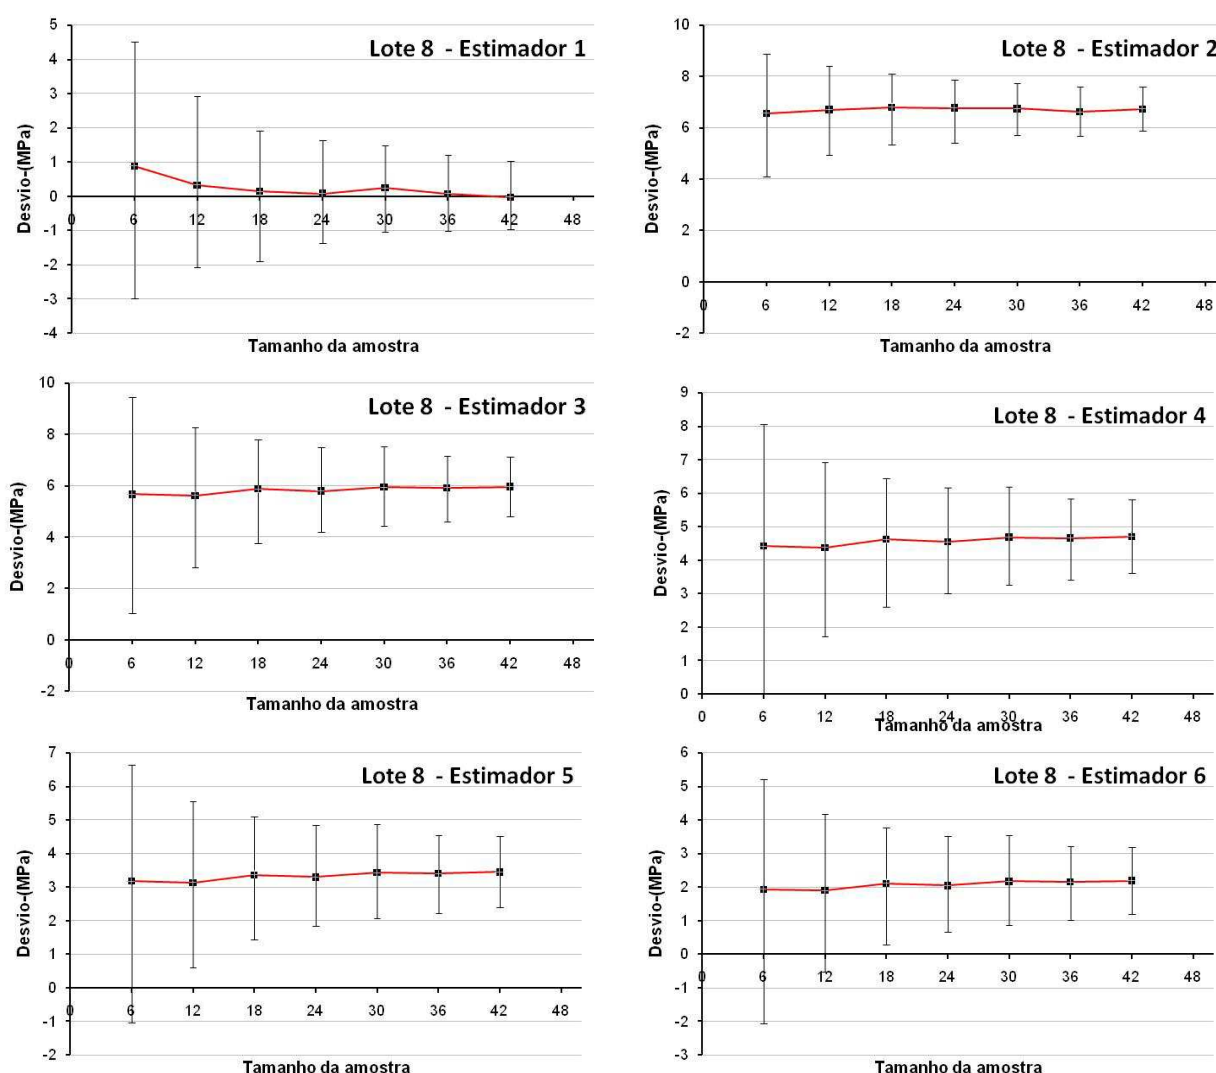 Lote 8 - Estimador 1
Desvio-(MPa)
5
4
3
2
1
0
-1
-2
-3
-4
0 6 12 18 24 30 36 42 48
Tamanho da amostra
Lote 8 - Estimador 2
Desvio-(MPa)
10
8
6
4
2
0
-2
0 6 12 18 24 30 36 42 48
Tamanho da amostra
Lote 8 - Estimador 3
Desvio-(MPa)
10
8
6
4
2
0
-2
0 6 12 18 24 30 36 42 48
Tamanho da amostra
Lote 8 - Estimador 4
Desvio-(MPa)
9
8
7
6
5
4
3
2
1
0
0 6 12 18 24 30 36 42 48
Tamanho da amostra
Lote 8 - Estimador 5
Desvio-(MPa)
7
6
5
4
3
2
1
0
-1
-2
0 6 12 18 24 30 36 42 48
Tamanho da amostra
Lote 8 - Estimador 6
Desvio-(MPa)
6
5
4
3
2
1
0
-1
-2
-3
0 6 12 18 24 30 36 42 48
Tamanho da amostra